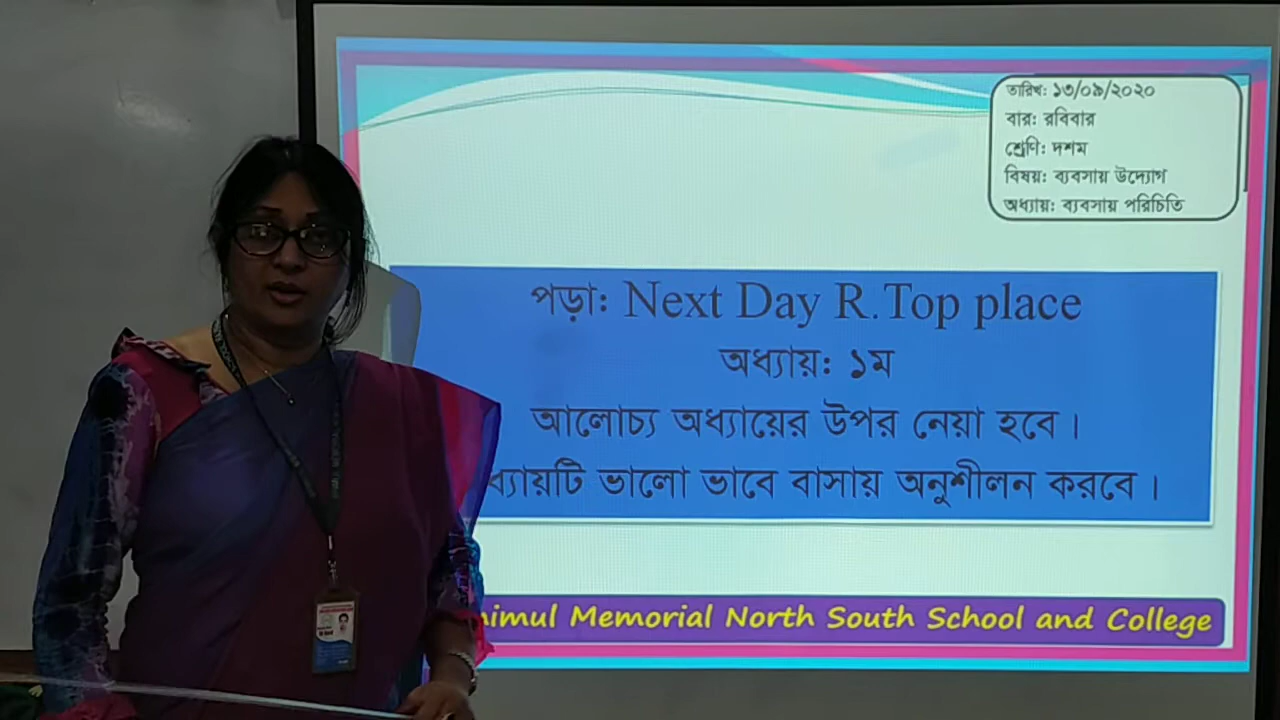 তারিখ: ১৩/০৯/২০২০
বার: রবিবার
শ্রেণি: দশম
বিষয়: ব্যবসায় উদ্যোগ
অধ্যায়: ব্যবসায় পরিচিতি
পড়া: Next Day R.Top place
অধ্যায়: ১ম
আলোচ্য অধ্যায়ের উপর নেয়া হবে।
ভালো ভাবে বাসায় অনুশীলন করবে।
Memorial North South School and College